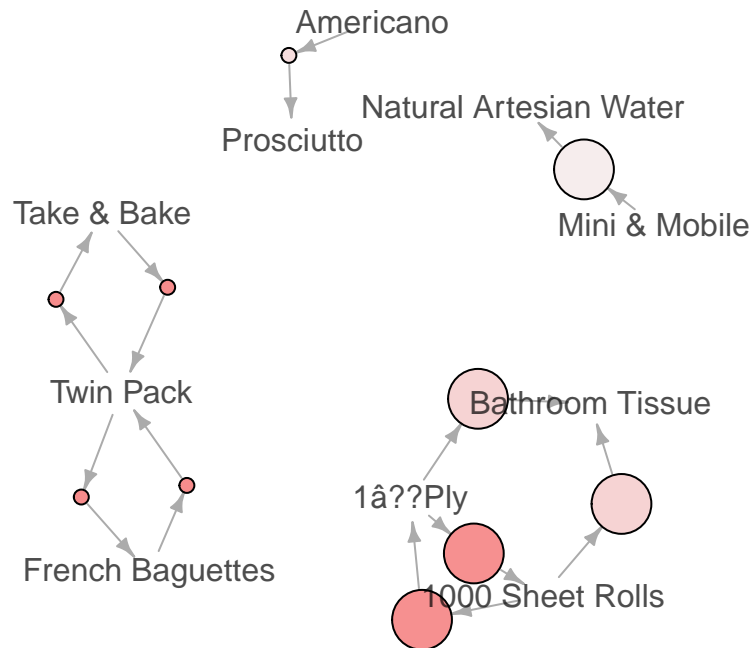 Americano
Natural Artesian Water
Prosciutto
Take & Bake
Mini & Mobile
Twin Pack
Bathroom Tissue
1â??Ply
French Baguettes
1000 Sheet Rolls